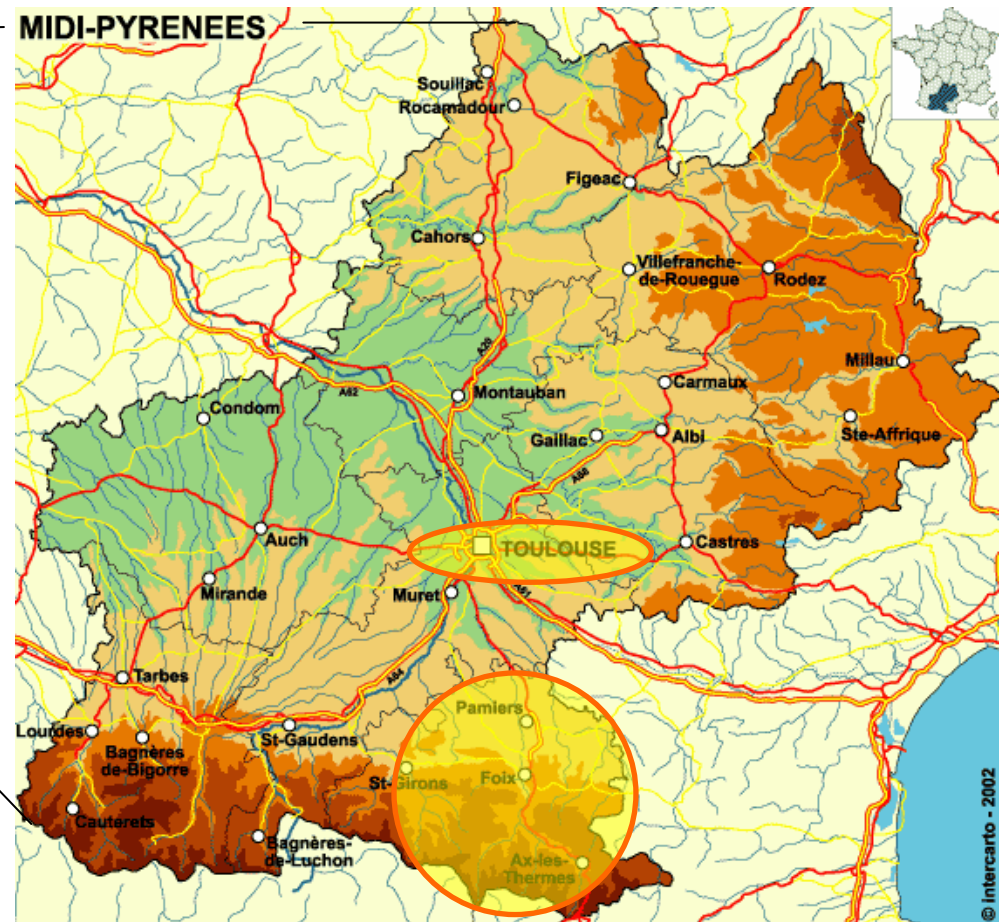 MIDI-PYRENEES
Souillac
Rocamadour
Figeac
Cahors
Villefranche-
de-Rouegue
Rodez
A20
Millau
Carmaux
A62
Montauban
Condom
Ste-Affrique
Gaillac
Albi
A68
Auch
TOULOUSE
Castres
Mirande
Muret
A61
A64
Tarbes
Pamiers
Lourdes
St-Gaudens
Bagnères
de-Bigorre
St-Girons
Foix
Cauterets
Bagnères-
de-Luchon
Ax-les-
Thermes
© intercarto - 2002